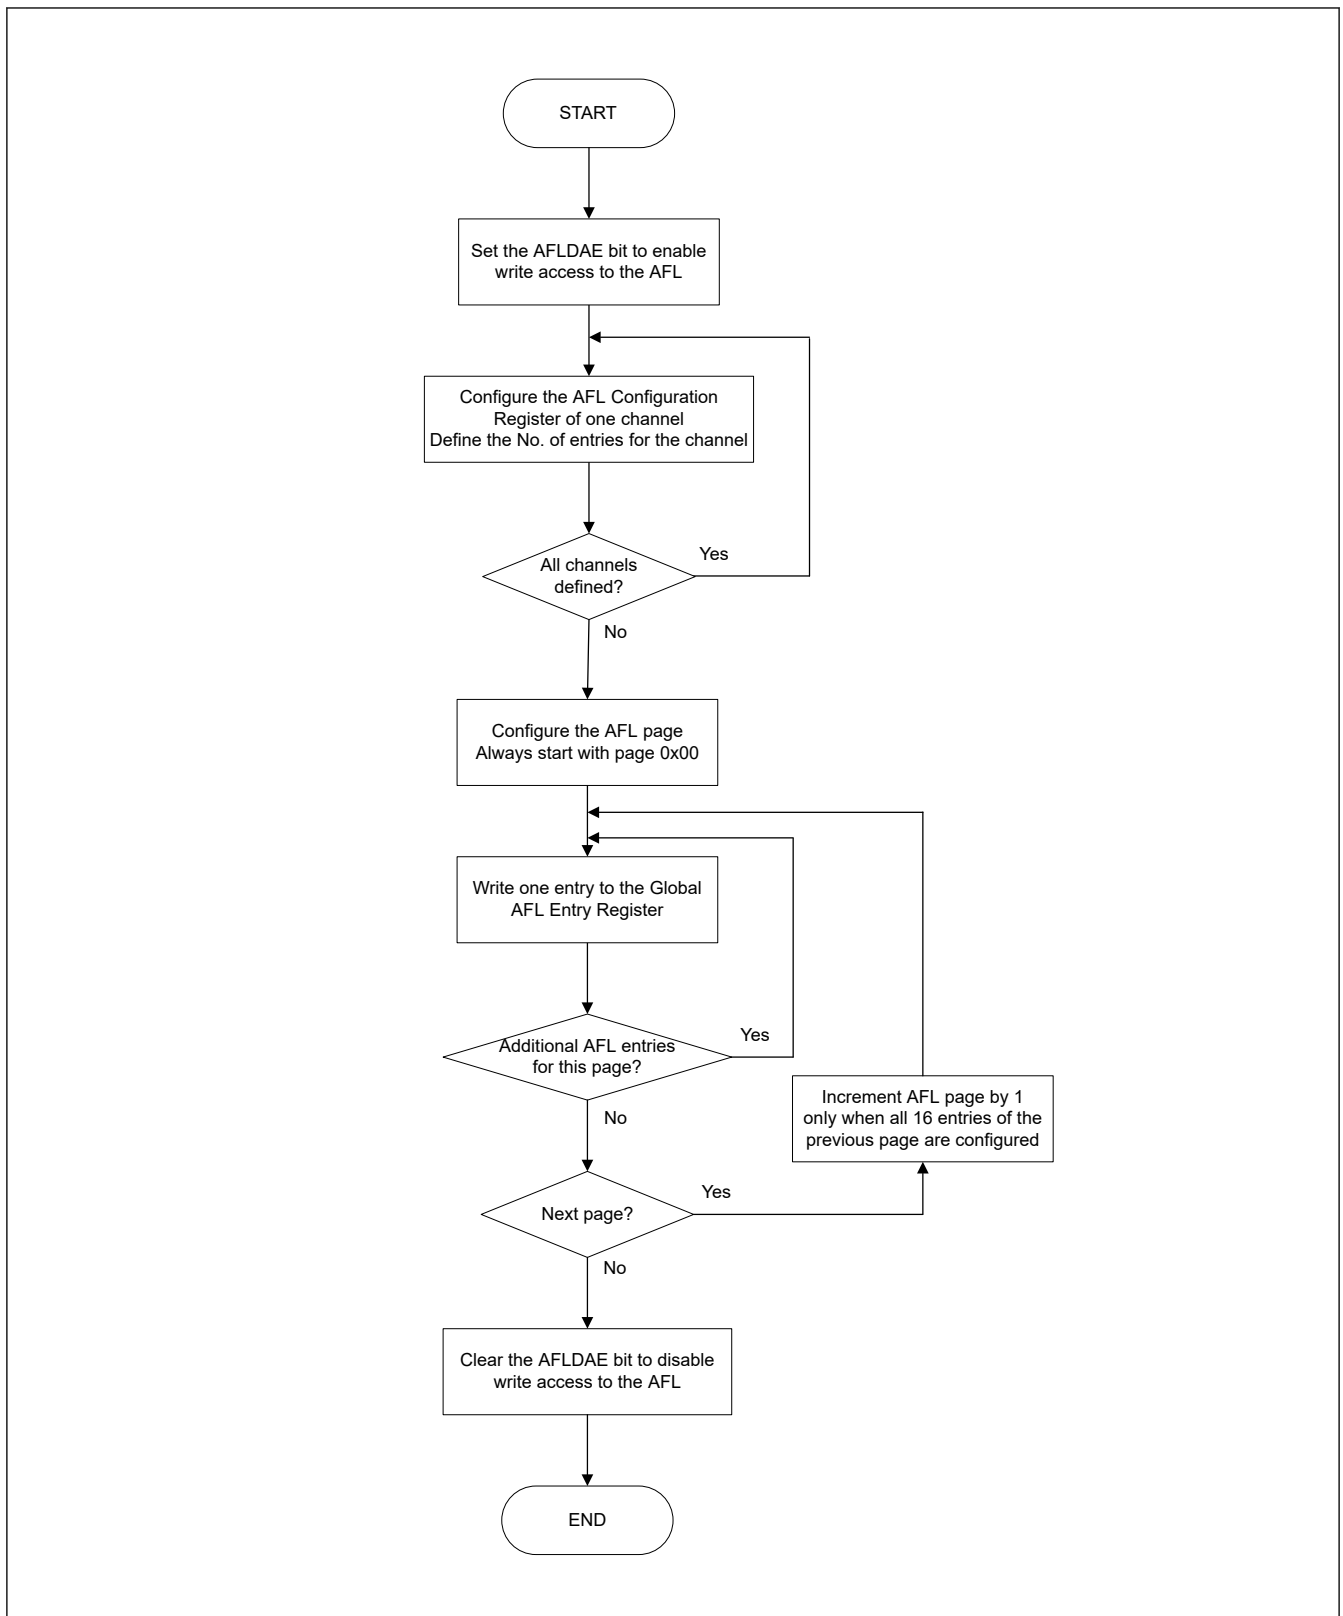 START
Set the AFLDAE bit to enable
write access to the AFL
Configure the AFL Configuration
Register of one channel
Define the No. of entries for the channel
All channels
defined?
Yes
No
Configure the AFL page
Always start with page 0x00
Write one entry to the Global
AFL Entry Register
Additional AFL entries
for this page?
Yes
No
Increment AFL page by 1
only when all 16 entries of the
previous page are configured
Next page?
Yes
No
Clear the AFLDAE bit to disable
write access to the AFL
END